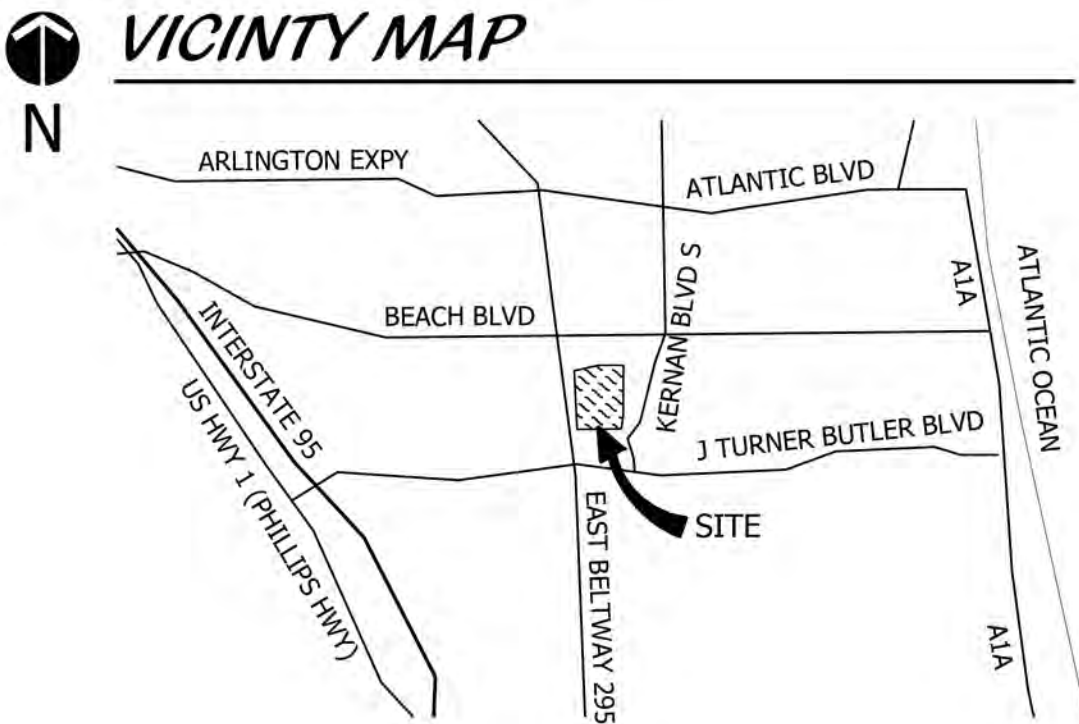 VICINTY MAP
N
ARLINGTON EXPY
ATLANTIC BLVD
A1A
ATLANTIC OCEAN
BEACH BLVD
KERNAN BLVD S
INTERSTATE 95
US HWY 1 (PHILLIPS HWY)
J TURNER BUTLER BLVD
EAST BELTWAY 295
SITE
A1A